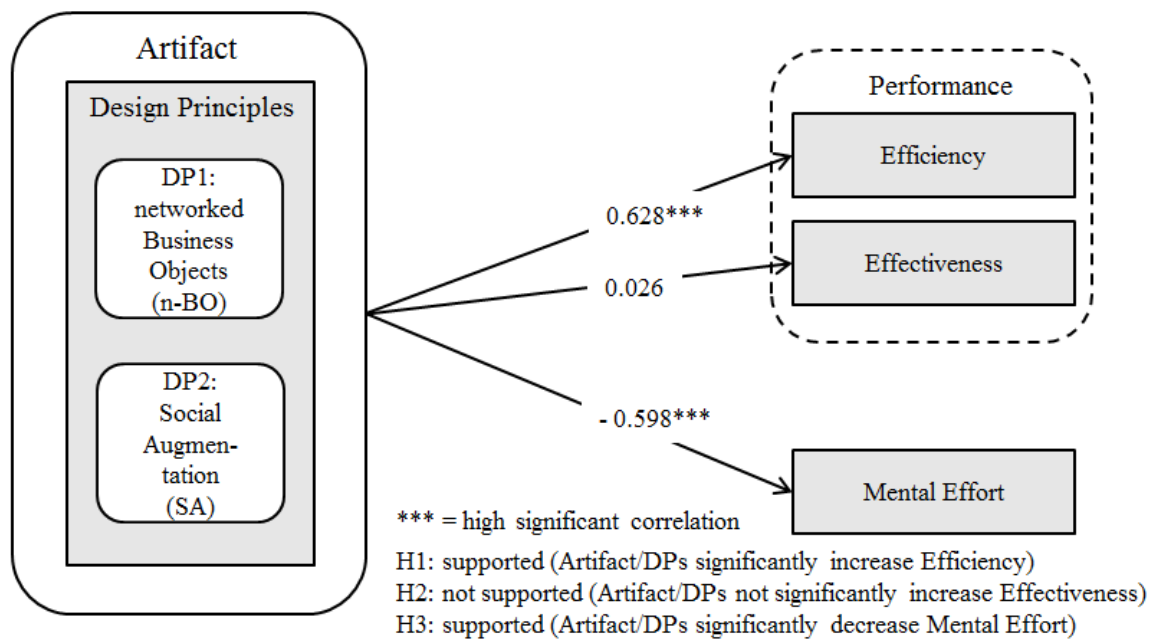 Artifact
Design Principles
DP1:
networked
Business
Objects
(n-BO)
DP2:
Social
Augmen-
tation
(SA)
0.628***
0.026
- 0.598***
Performance
Efficiency
Effectiveness
Mental Effort
*** = high significant correlation
H1: supported (Artifact/DPs significantly increase Efficiency)
H2: not supported (Artifact/DPs not significantly increase Effectiveness)
H3: supported (Artifact/DPs significantly decrease Mental Effort)